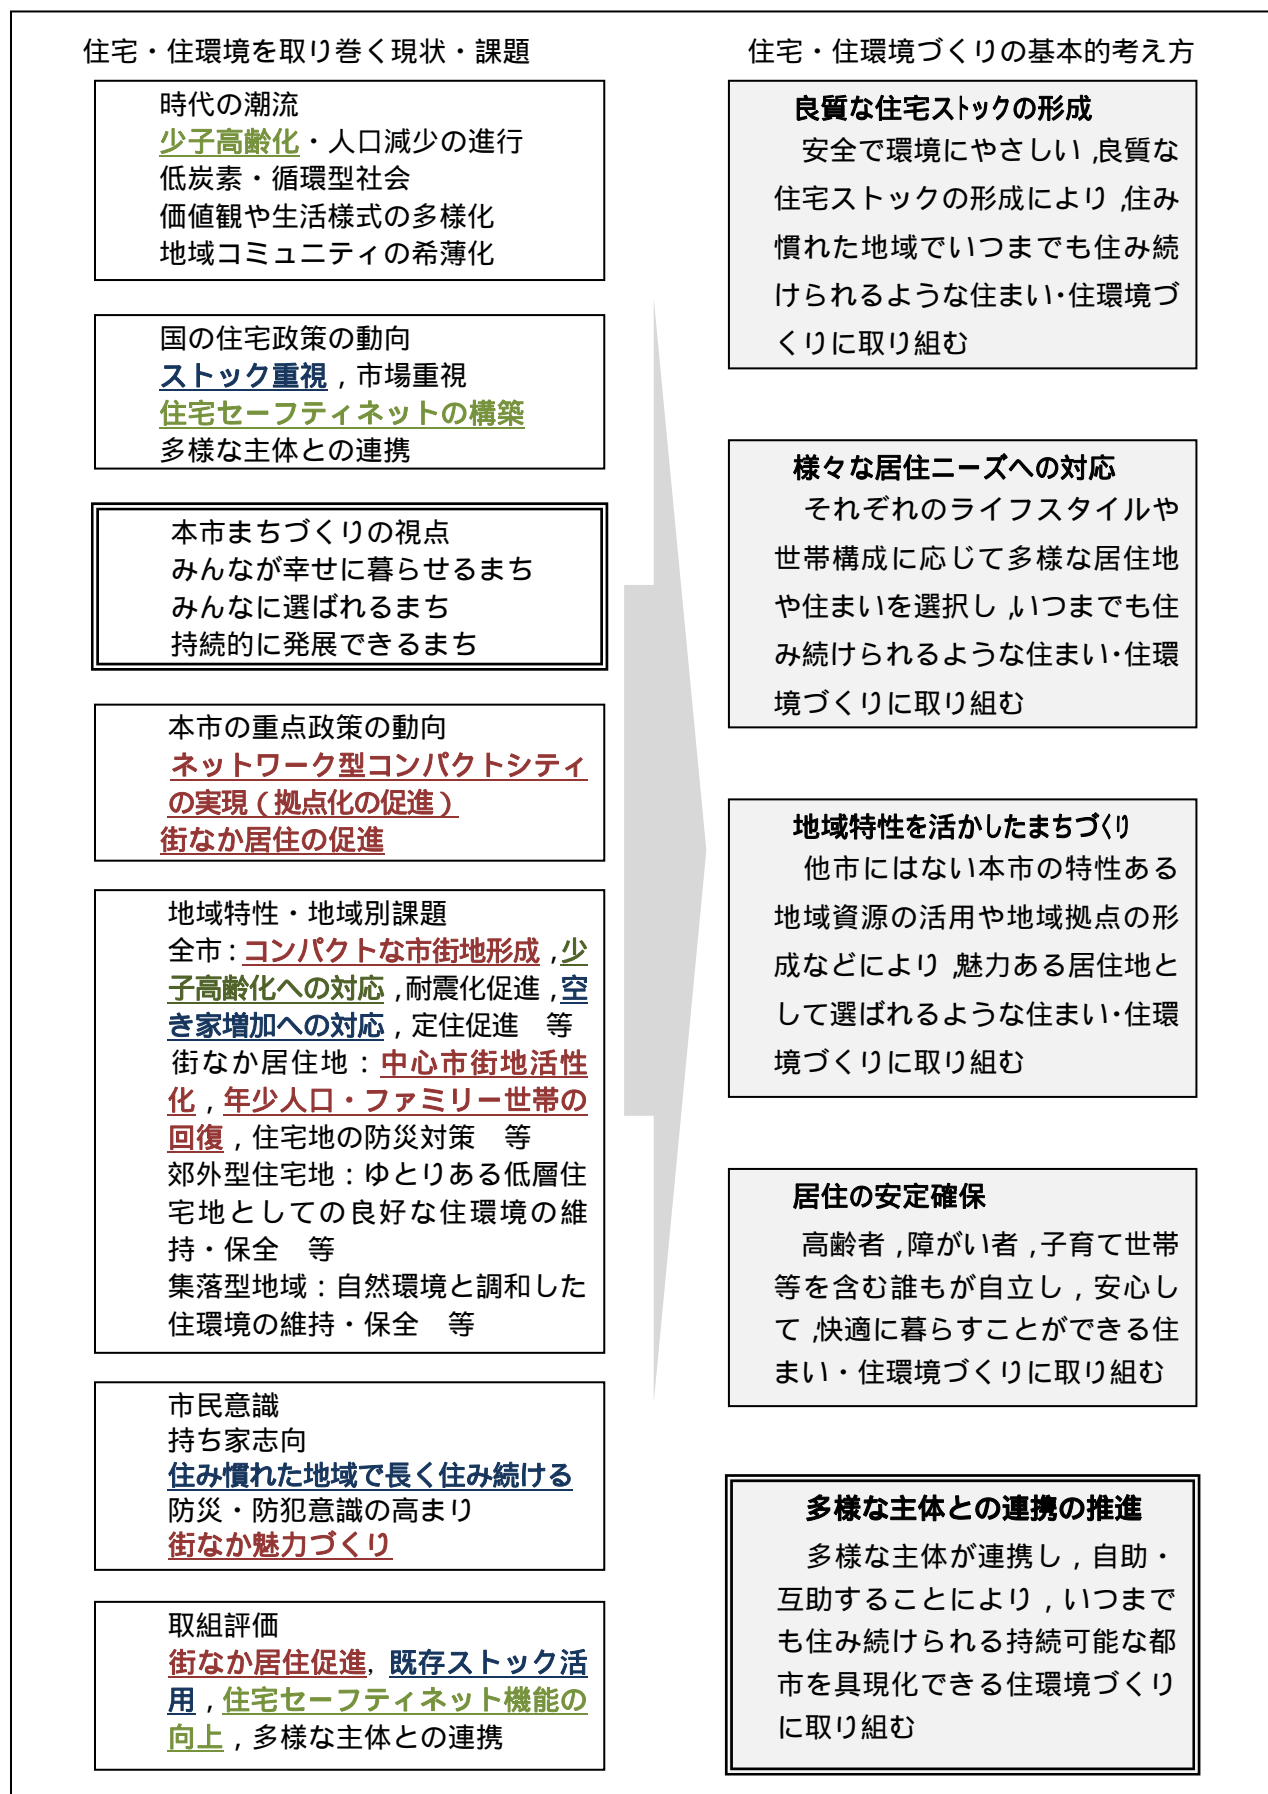 住宅・住環境を取り巻く現状・課題
時代の潮流
少子高齢化・人口減少の進行
低炭素・循環型社会
価値観や生活様式の多様化
地域コミュニティの希薄化
国の住宅政策の動向
ストック重視，市場重視
住宅セーフティネットの構築
多様な主体との連携
本市まちづくりの視点
みんなが幸せに暮らせるまち
みんなに選ばれるまち
持続的に発展できるまち
本市の重点政策の動向
ネットワーク型コンパクトシティ
の実現（拠点化の促進）
街なか居住の促進
地域特性・地域別課題
全市：コンパクトな市街地形成，少
子高齢化への対応，耐震化促進，空
き家増加への対応，定住促進　等
街なか居住地：中心市街地活性
化，年少人口・ファミリー世帯の
回復，住宅地の防災対策　等
郊外型住宅地：ゆとりある低層住
宅地としての良好な住環境の維
持・保全　等
集落型地域：自然環境と調和した
住環境の維持・保全　等
市民意識
持ち家志向
住み慣れた地域で長く住み続ける
防災・防犯意識の高まり
街なか魅力づくり
取組評価
街なか居住促進，既存ストック活
用，住宅セーフティネット機能の
向上，多様な主体との連携
住宅・住環境づくりの基本的考え方
良質な住宅ストックの形成
安全で環境にやさしい，良質な
住宅ストックの形成により，住み
慣れた地域でいつまでも住み続
けられるような住まい・住環境づ
くりに取り組む
様々な居住ニーズへの対応
それぞれのライフスタイルや
世帯構成に応じて多様な居住地
や住まいを選択し，いつまでも住
み続けられるような住まい・住環
境づくりに取り組む
地域特性を活かしたまちづくり
他市にはない本市の特性ある
地域資源の活用や地域拠点の形
成などにより，魅力ある居住地と
して選ばれるような住まい・住環
境づくりに取り組む
居住の安定確保
高齢者，障がい者，子育て世帯
等を含む誰もが自立し，安心し
て，快適に暮らすことができる住
まい・住環境づくりに取り組む
多様な主体との連携の推進
多様な主体が連携し，自助・
互助することにより，いつまで
も住み続けられる持続可能な都
市を具現化できる住環境づくり
に取り組む